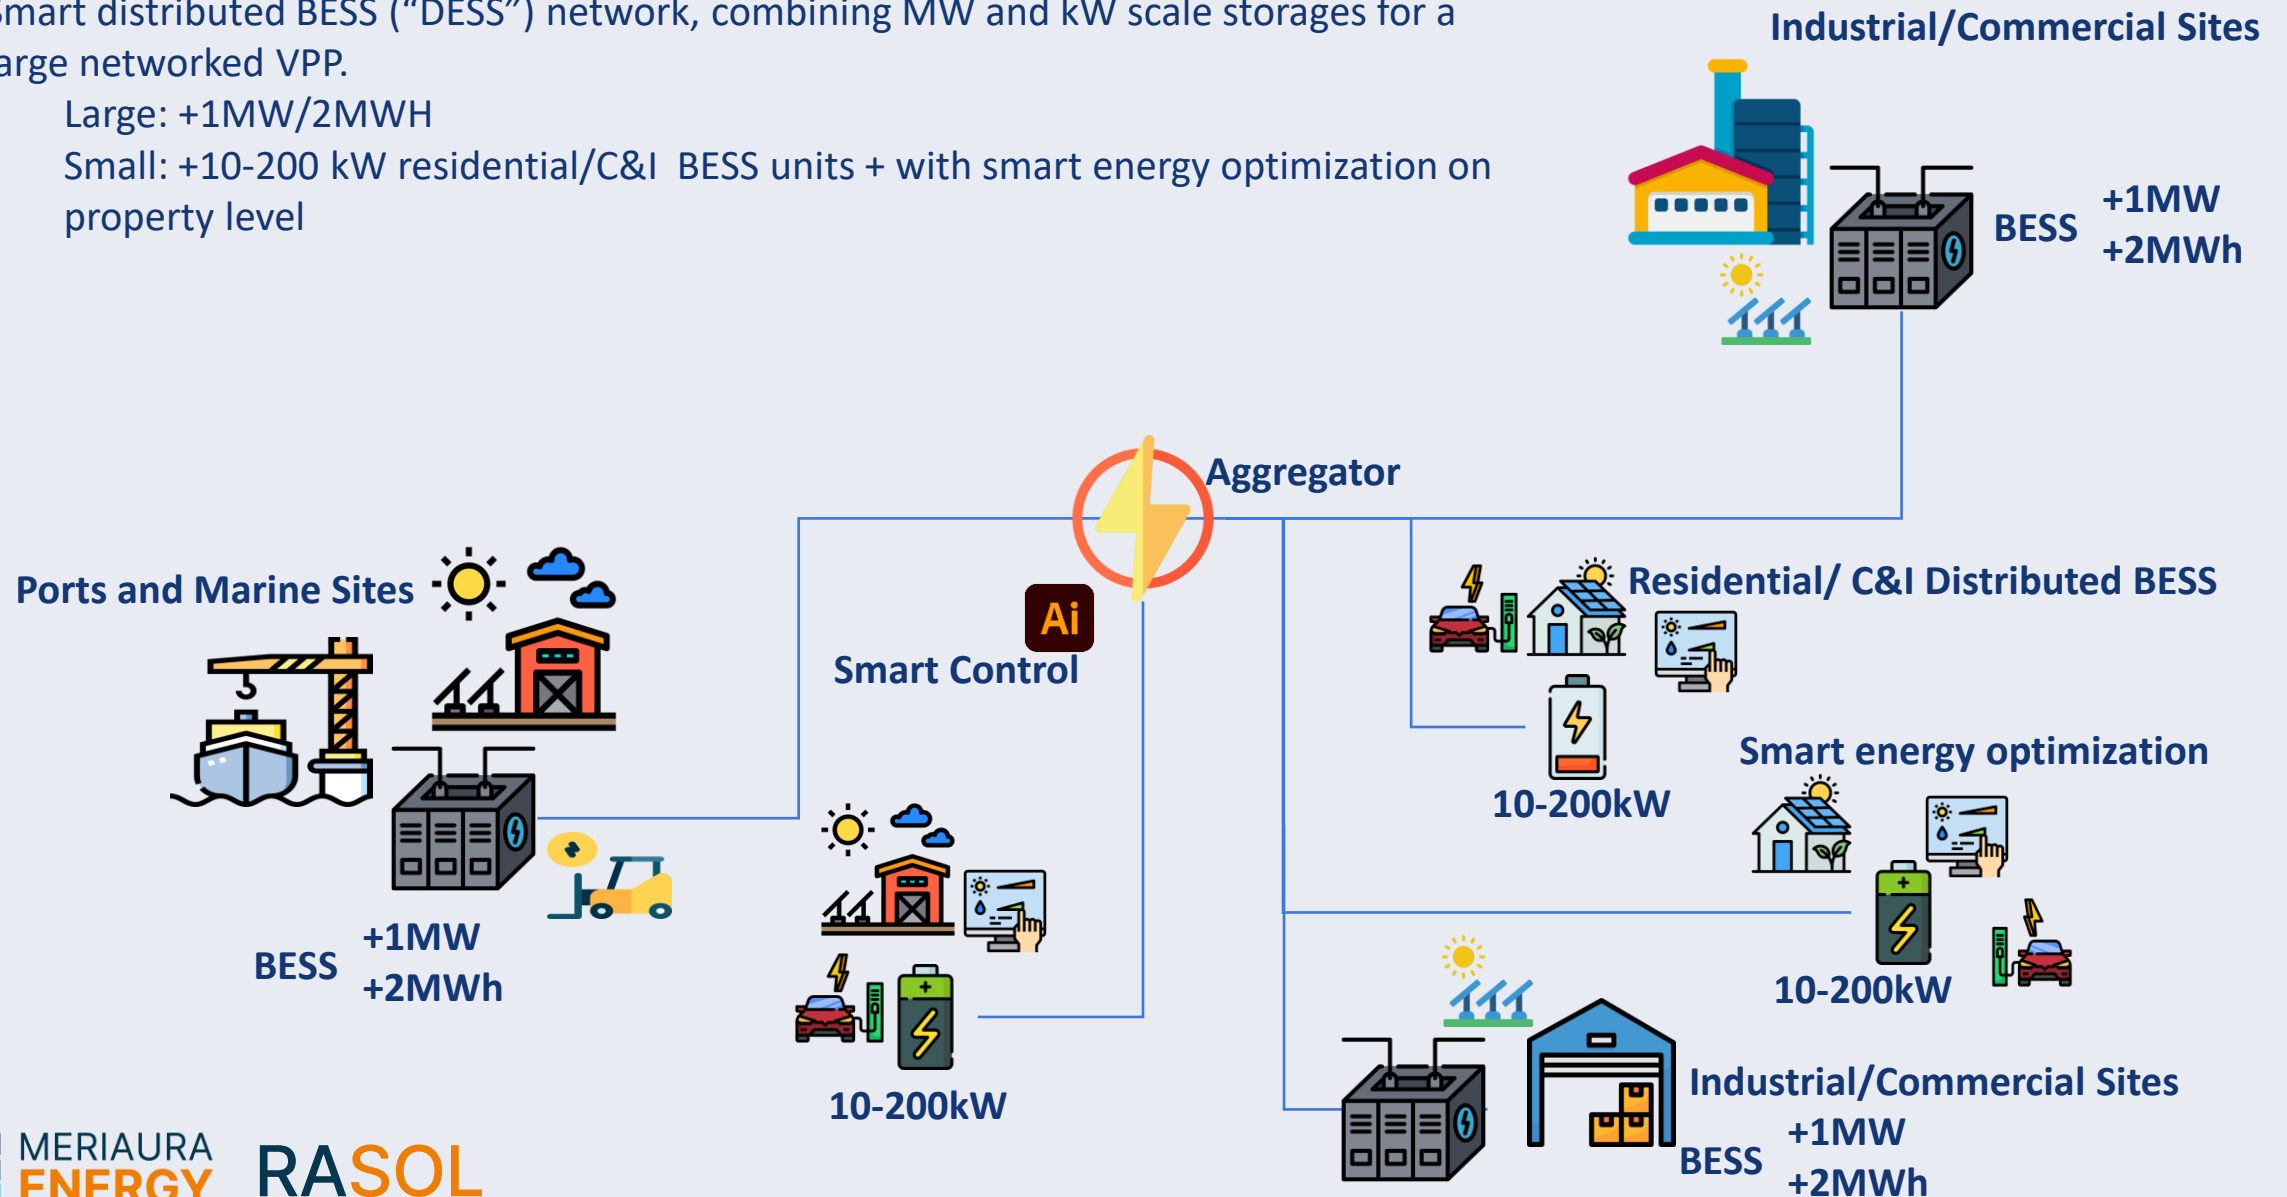 mart distributed BESS (“DESS”) network, combining MW and kW scale storages for a
arge networked VPP.
Large: +1MW/2MWH
Small: +10-200 kW residential/C&I BESS units + with smart energy optimization on
property level
Industrial/Commercial Sites
BESS
+1MW
+2MWh
Aggregator
Ports and Marine Sites
Ai
Smart Control
Residential/ C&I Distributed BESS
10-200kW
Smart energy optimization
10-200kW
BESS
+1MW
+2MWh
10-200kW
Industrial/Commercial Sites
BESS
+1MW
+2MWh
MERIAURA
ENERGY
RASOL